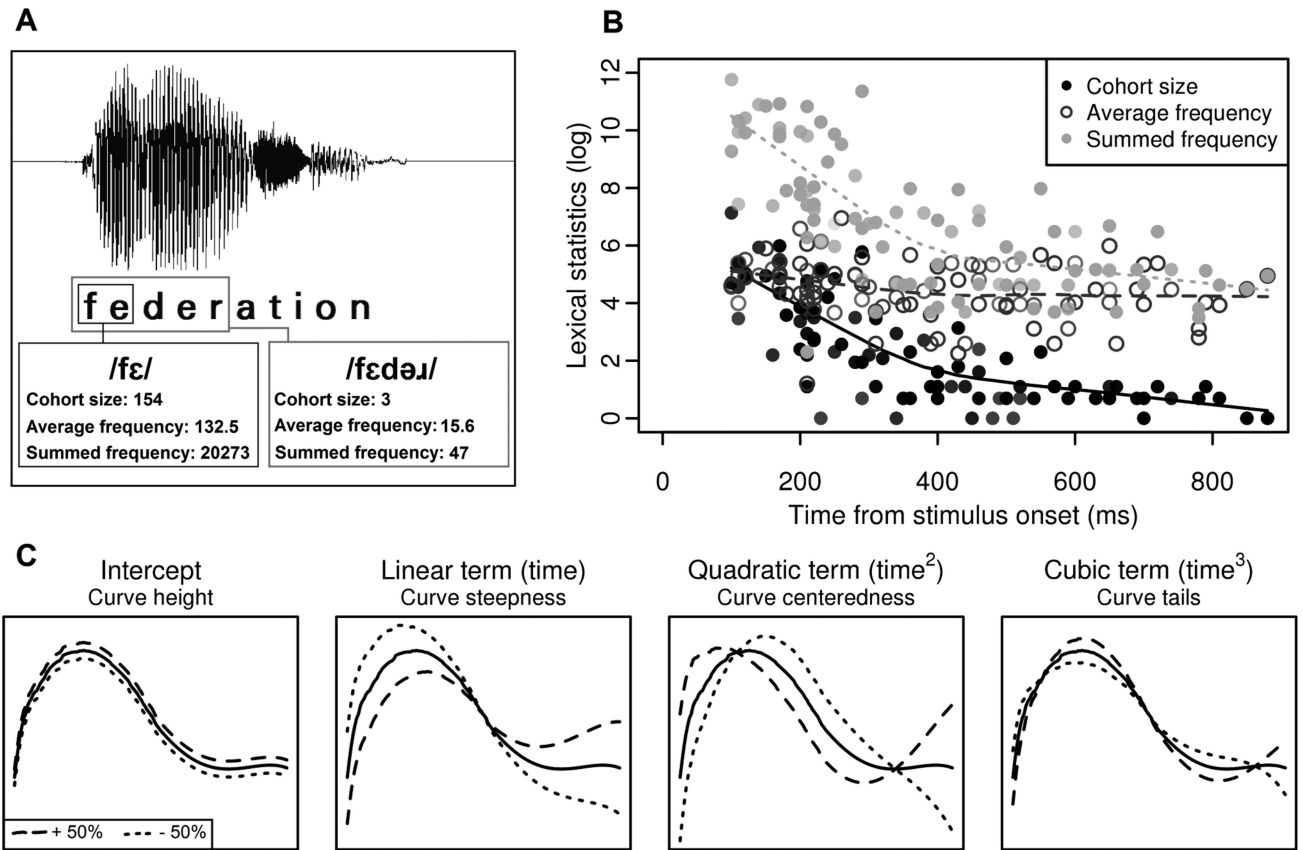 A
federation
/fɛ/
Cohort size: 154
Average frequency: 132.5
Summed frequency: 20273
/fɛdəɹ/
Cohort size: 3
Average frequency: 15.6
Summed frequency: 47
B
Lexical statistics (log)
12
10
8
6
4
2
0
Cohort size
Average frequency
Summed frequency
0 200 400 600 800
Time from stimulus onset (ms)
C
Intercept
Curve height
+ 50% - 50%
Linear term (time)
Curve steepness
Quadratic term (time²)
Curve centeredness
Cubic term (time³)
Curve tails